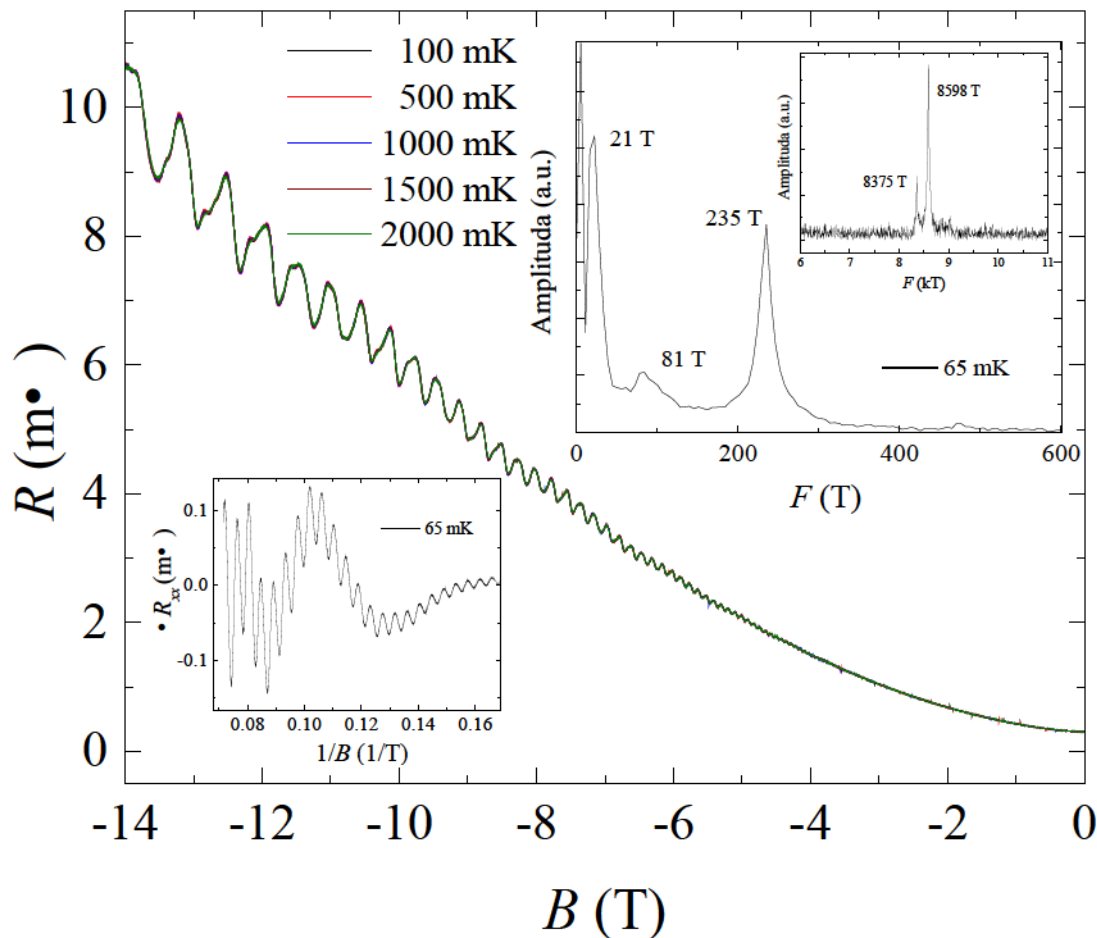 100 mK
500 mK
1000 mK
1500 mK
2000 mK
R (m•)
10
8
6
4
2
0
-14
-12
-10
-8
-6
-4
-2
0
B (T)
Amplituda (a.u.)
21 T
81 T
235 T
65 mK
0
200
400
600
F (T)
Amplituda (a.u.)
8375 T
8598 T
6
7
8
9
10
11
F (kT)
•R_xx (m•)
0.1
0.0
-0.1
65 mK
0.08
0.10
0.12
0.14
0.16
1/B (1/T)